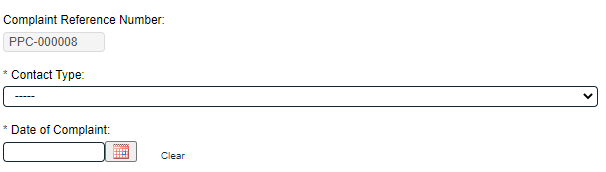 Complaint Reference Number:
PPC-000008
* Contact Type:
-----
* Date of Complaint:
Clear